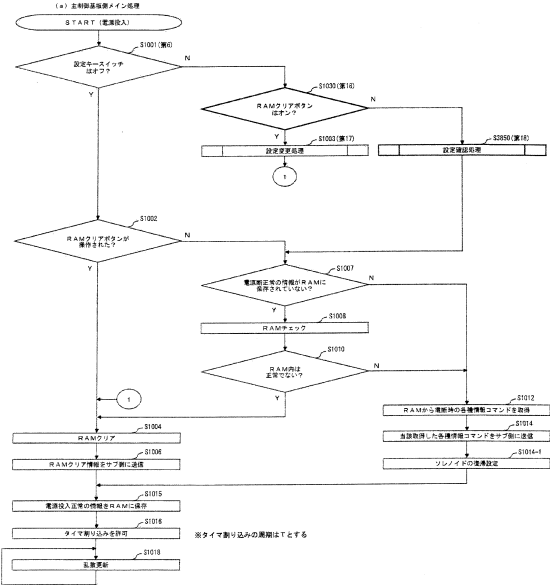 (a) 主制御基板側メイン処理
START(電源投入)
S1001(第6)
設定キースイッチ
はオフ?
N
Y
S1030(第16)
RAMクリアボタン
はオン?
N
Y
S1003(第17)
設定変更処理
S3850(第18)
設定確認処理
1
S1002
RAMクリアボタンが
操作された?
N
Y
S1007
電源断正常の情報がRAMに
保存されていない?
N
Y
S1008
RAMチェック
S1010
RAM内は
正常でない?
N
Y
1
S1012
RAMから電断時の各種情報コマンドを取得
S1004
RAMクリア
S1014
当該取得した各種情報コマンドをサブ側に送信
S1006
RAMクリア情報をサブ側に送信
S1014-1
ソレノイドの復帰設定
S1015
電源投入正常の情報をRAMに保存
S1016
タイマ割り込みを許可
※タイマ割り込みの周期はTとする
S1018
乱数更新